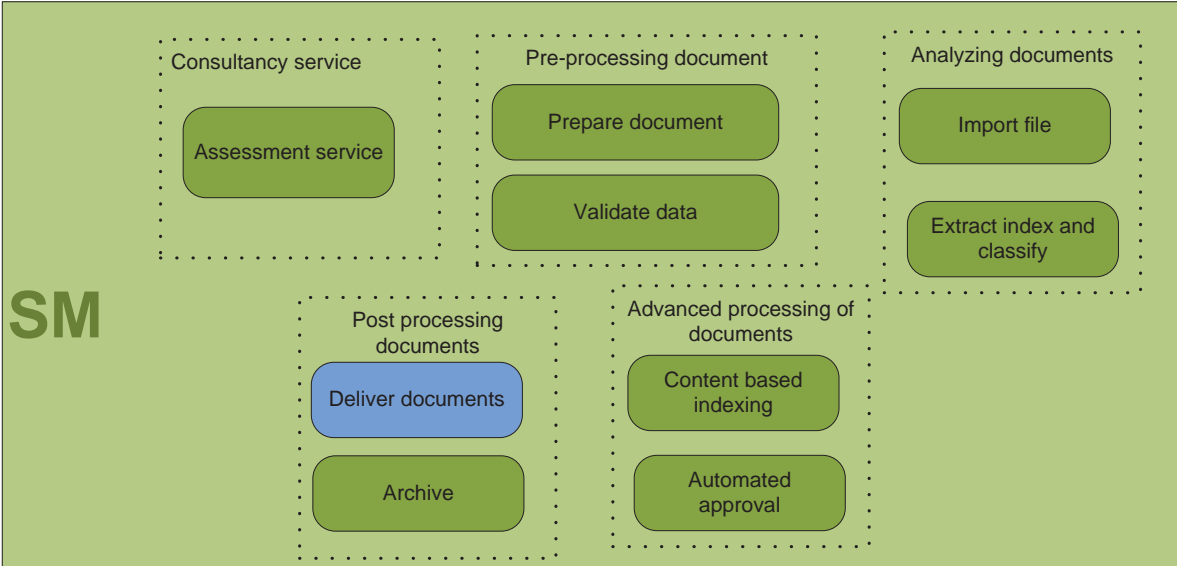 Consultancy service
Assessment service
Pre-processing document
Prepare document
Validate data
Analyzing documents
Import file
Extract index and
classify
SM
Post processing
documents
Deliver documents
Archive
Advanced processing of
documents
Content based
indexing
Automated
approval